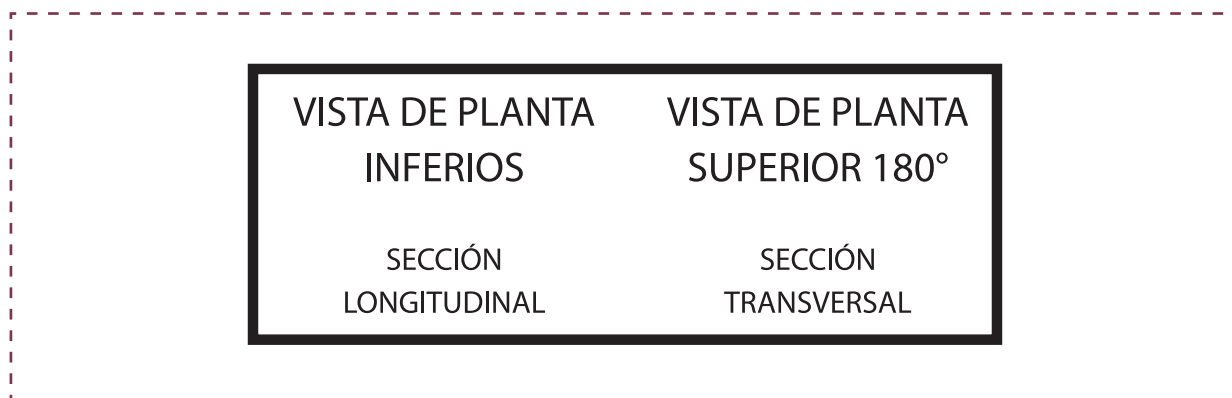 VISTA DE PLANTA
INFERIOS
VISTA DE PLANTA
SUPERIOR 180°
SECCIÓN
LONGITUDINAL
SECCIÓN
TRANSVERSAL